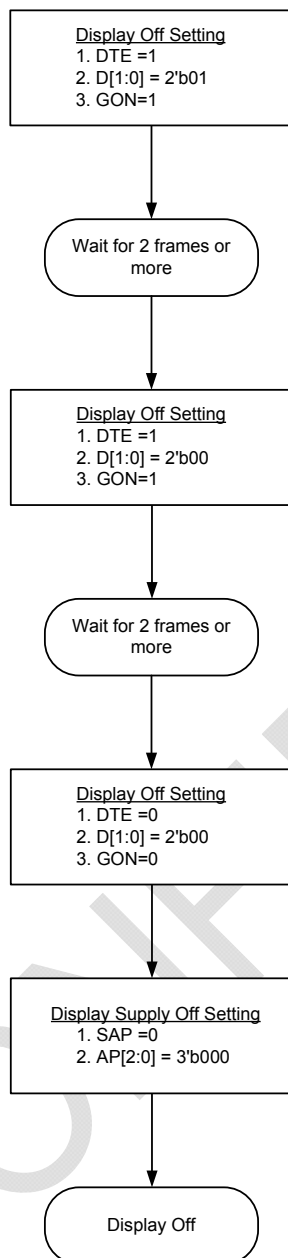 Display Off Setting
1. DTE =1
2. D[1:0] = 2'b01
3. GON=1
Wait for 2 frames or
more
Display Off Setting
1. DTE =1
2. D[1:0] = 2'b00
3. GON=1
Wait for 2 frames or
more
Display Off Setting
1. DTE =0
2. D[1:0] = 2'b00
3. GON=0
Display Supply Off Setting
1. SAP =0
2. AP[2:0] = 3'b000
Display Off